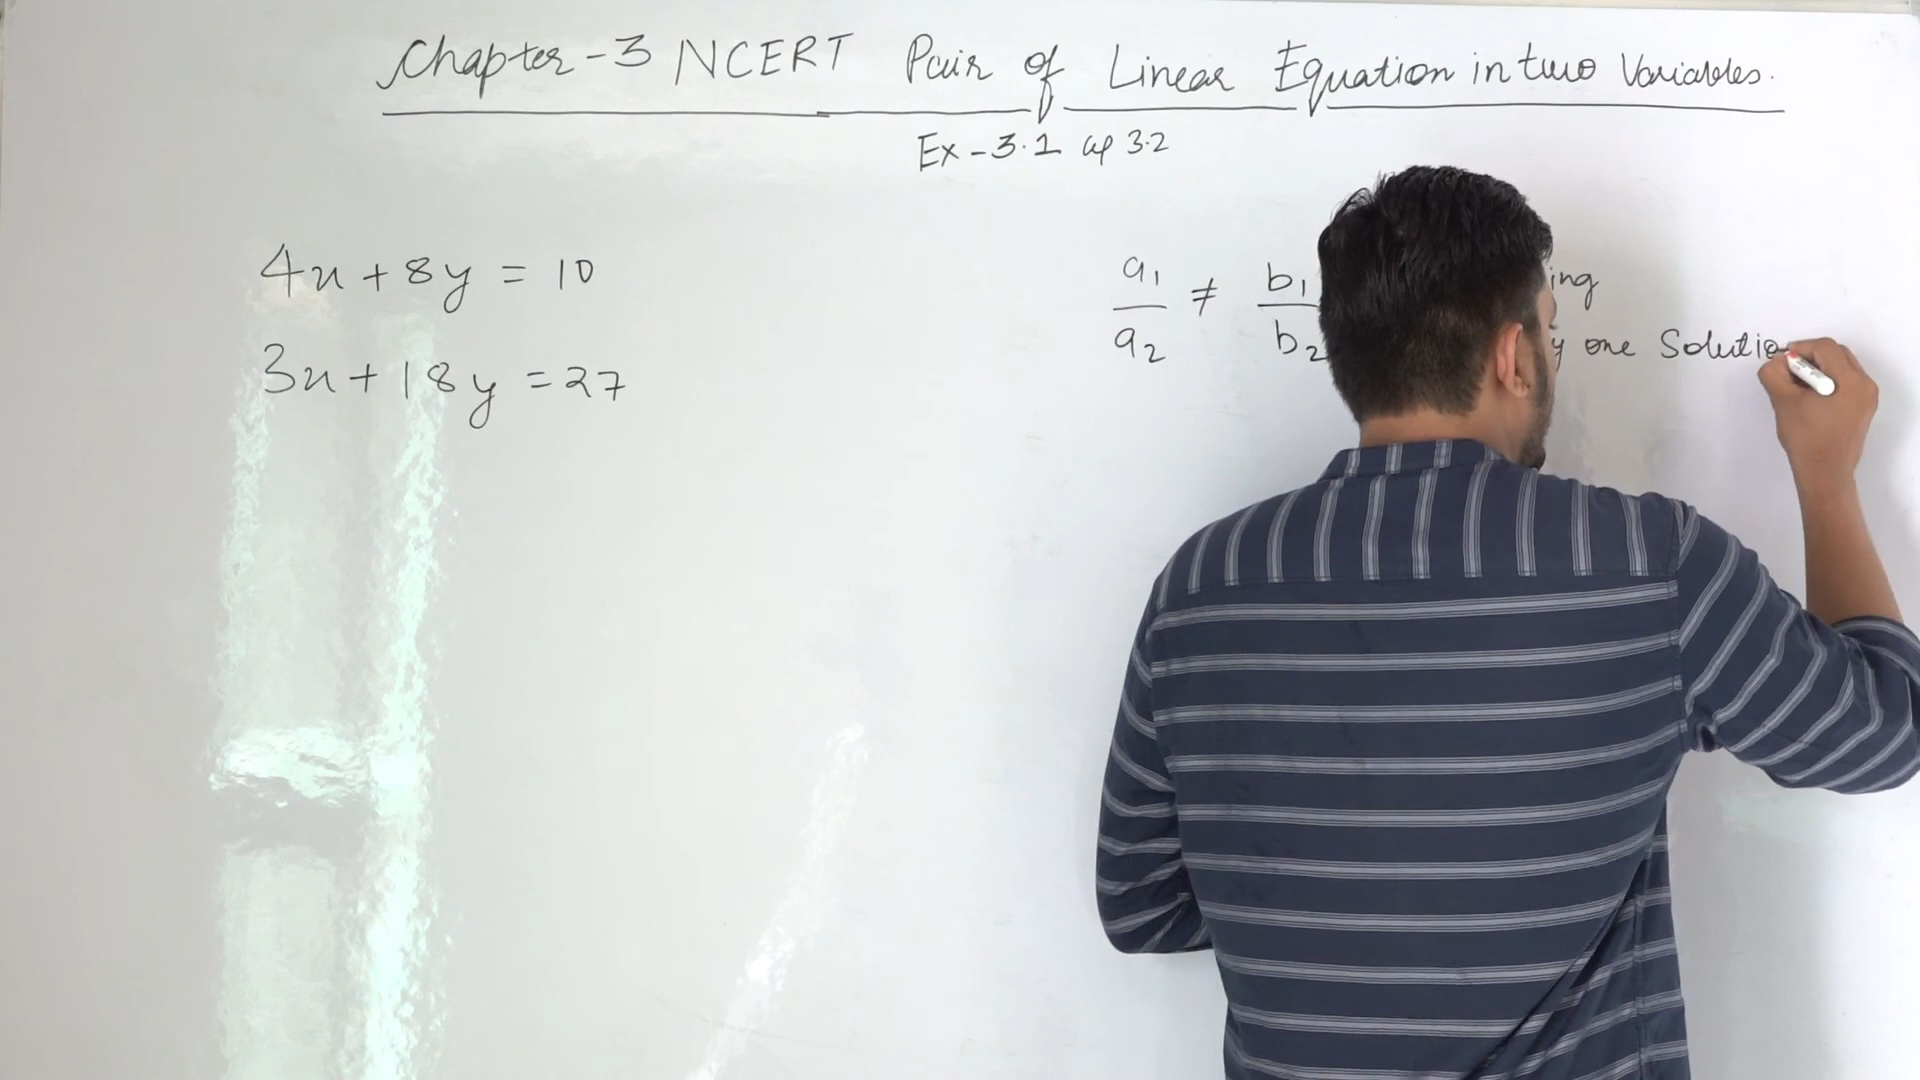 Chapter-3 NCERT Pair of Linear Equation in two Variables.
Ex-3.1 up 3.2
4x + 8y = 10
3x + 18y = 27
a1/a2 ≠ b1/b2
one Solutio